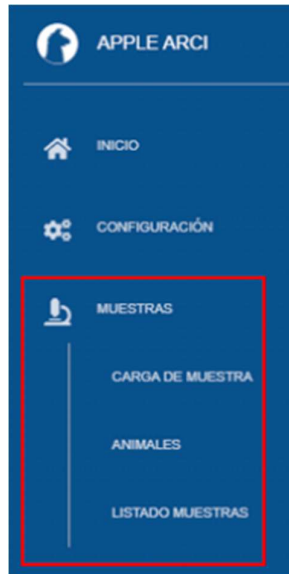 APPLE ARCI
INICIO
CONFIGURACIÓN
MUESTRAS
CARGA DE MUESTRA
ANIMALES
LISTADO MUESTRAS